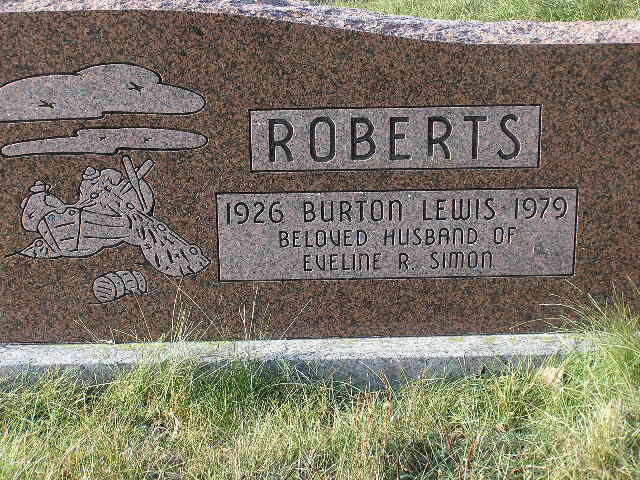 ROBERTS
1926 BURTON LEWIS 1979
BELOVED HUSBAND OF
EVELINE R. SIMON